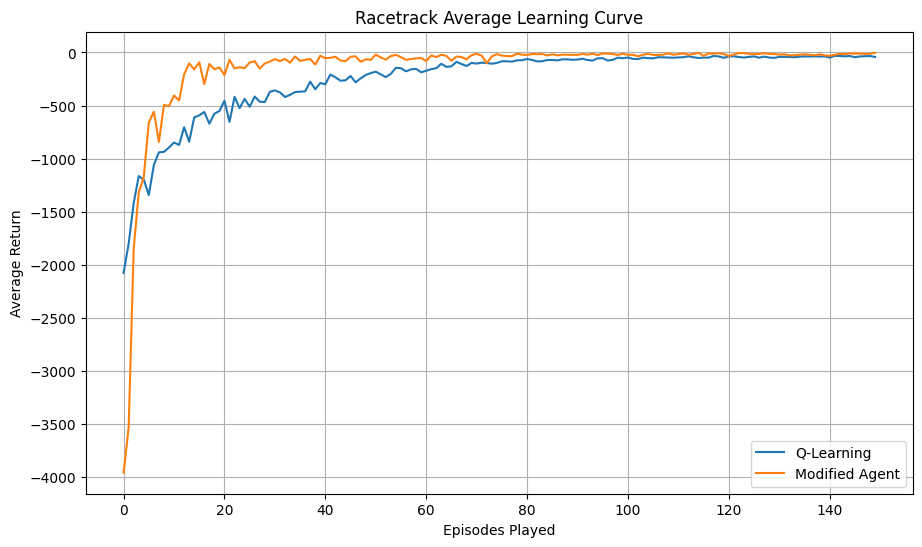 Racetrack Average Learning Curve
0
−500
−1000
−1500
−2000
−2500
−3000
−3500
−4000
Average Return
0 20 40 60 80 100 120 140
Episodes Played
Q-Learning
Modified Agent